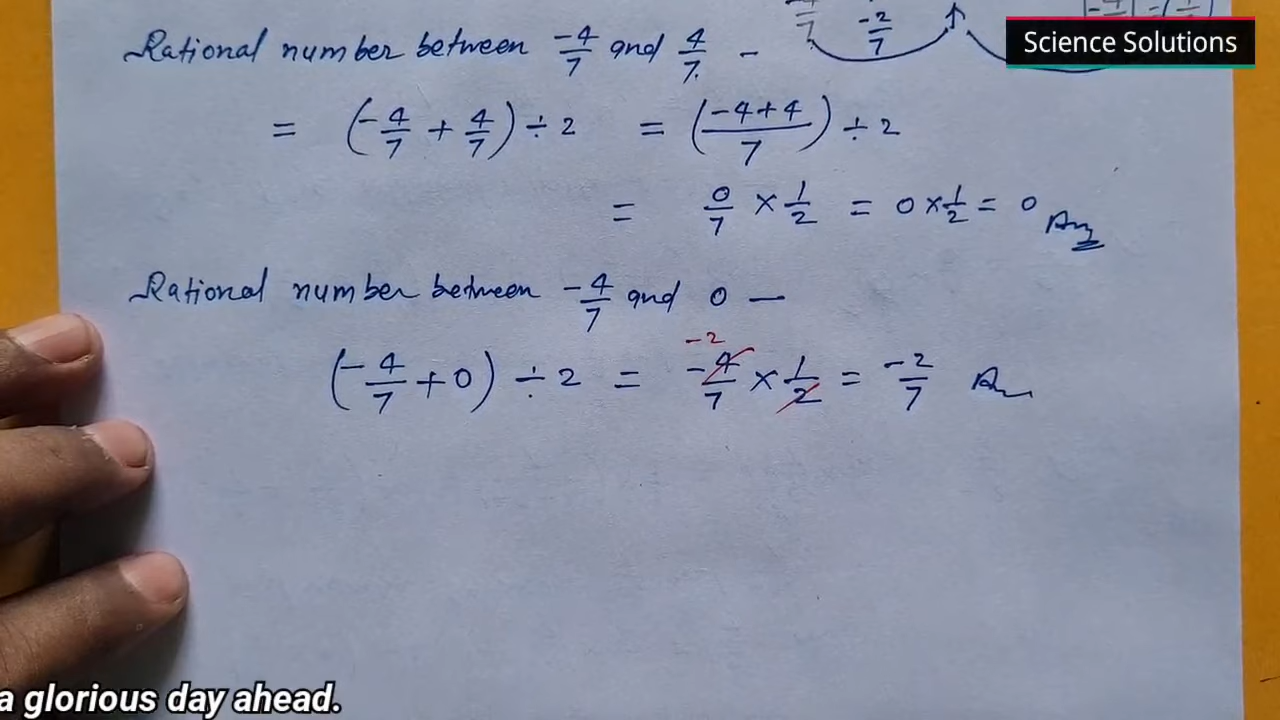 -2/7
Science Solutions
Rational number between -4/7 and 4/7 -
= (-4/7 + 4/7) ÷ 2 = (-4+4/7) ÷ 2
= 0/7 × 1/2 = 0 × 1/2 = 0 Ans
Rational number between -4/7 and 0 —
-2
(-4/7 + 0) ÷ 2 = -4/7 × 1/2 = -2/7 Ans
a glorious day ahead.